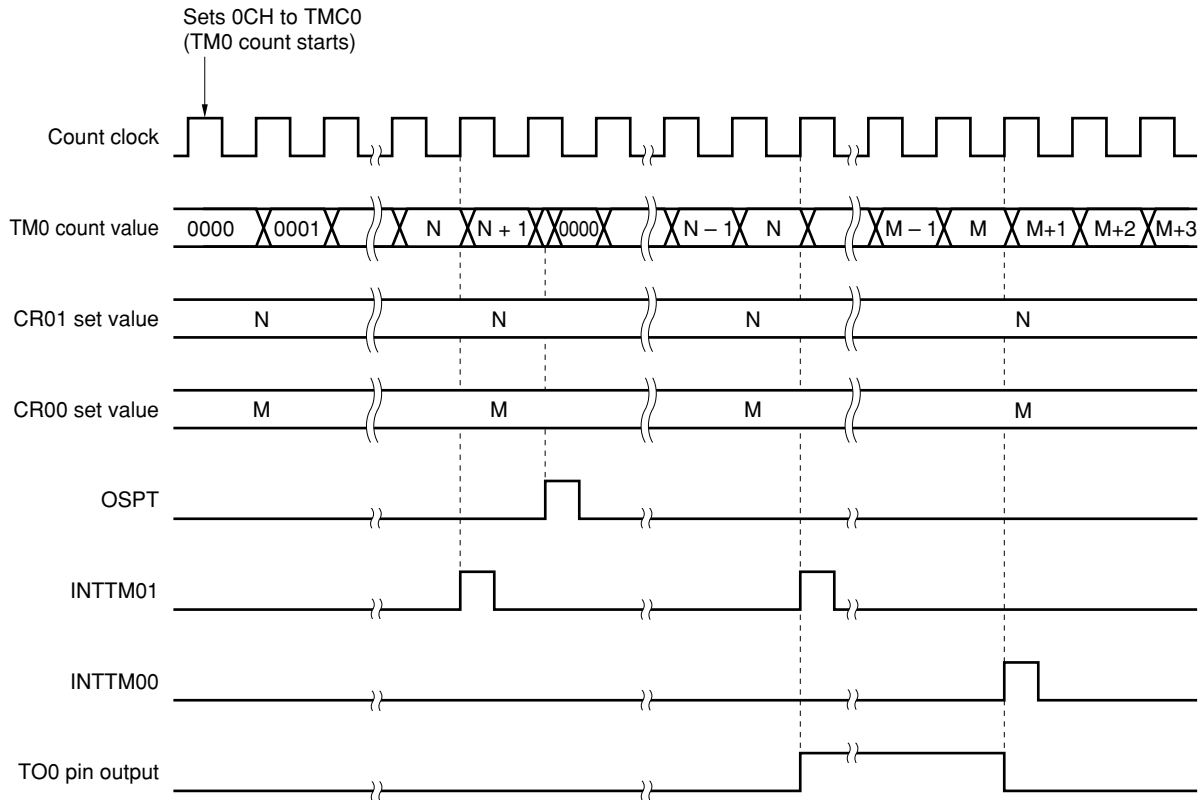 Sets 0CH to TMC0
(TM0 count starts)
Count clock
TM0 count value 0000 0001 N N + 1 0000 N – 1 N M – 1 M M+1 M+2 M+3
CR01 set value N N N N
CR00 set value M M M M
OSPT
INTTM01
INTTM00
TO0 pin output